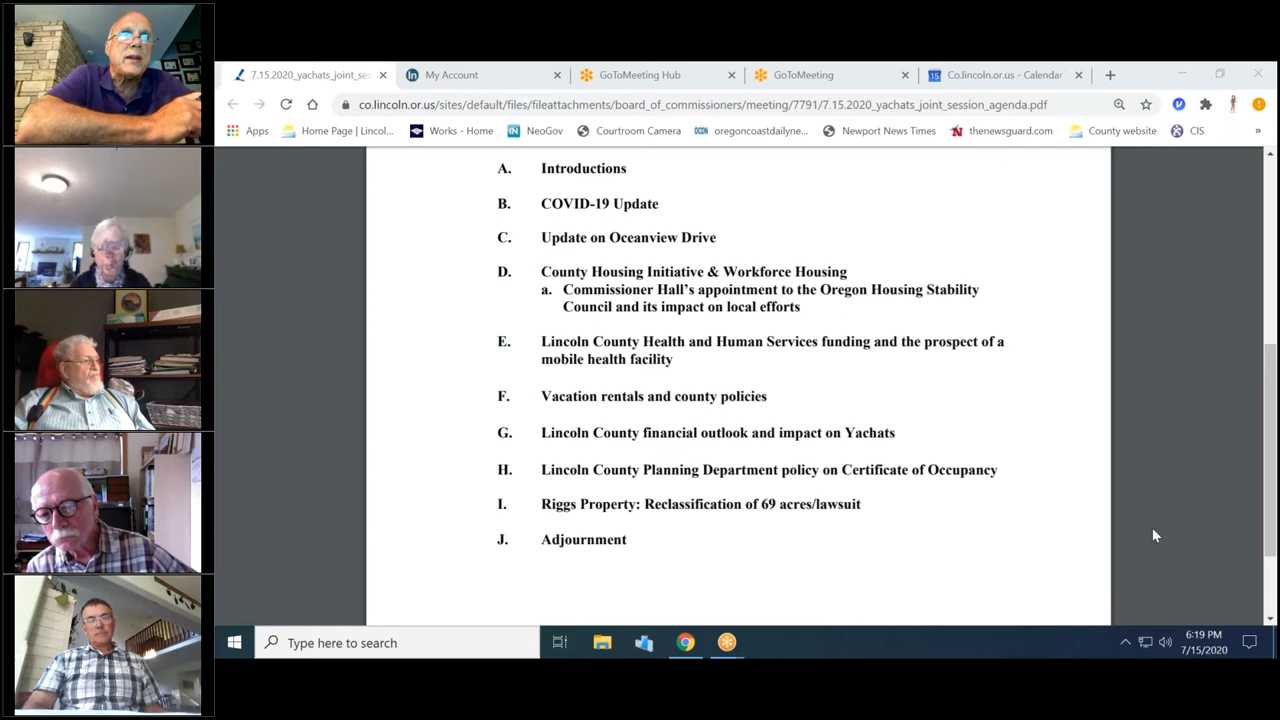 7.15.2020_yachats_joint_ses
My Account
GoToMeeting Hub
GoToMeeting
Co.lincoln.or.us - Calenda
co.lincoln.or.us/sites/default/files/fileattachments/board_of_commissioners/meeting/7791/7.15.2020_yachats_joint_session_agenda.pdf
Apps
Home Page | Lincol...
Works - Home
NeoGov
Courtroom Camera
oregoncoastdailyne...
Newport News Times
thenewsguard.com
County website
CIS
»
A. Introductions
B. COVID-19 Update
C. Update on Oceanview Drive
D. County Housing Initiative & Workforce Housing
a. Commissioner Hall's appointment to the Oregon Housing Stability
Council and its impact on local efforts
E. Lincoln County Health and Human Services funding and the prospect of a
mobile health facility
F. Vacation rentals and county policies
G. Lincoln County financial outlook and impact on Yachats
H. Lincoln County Planning Department policy on Certificate of Occupancy
I. Riggs Property: Reclassification of 69 acres/lawsuit
J. Adjournment
Type here to search
6:19 PM
7/15/2020